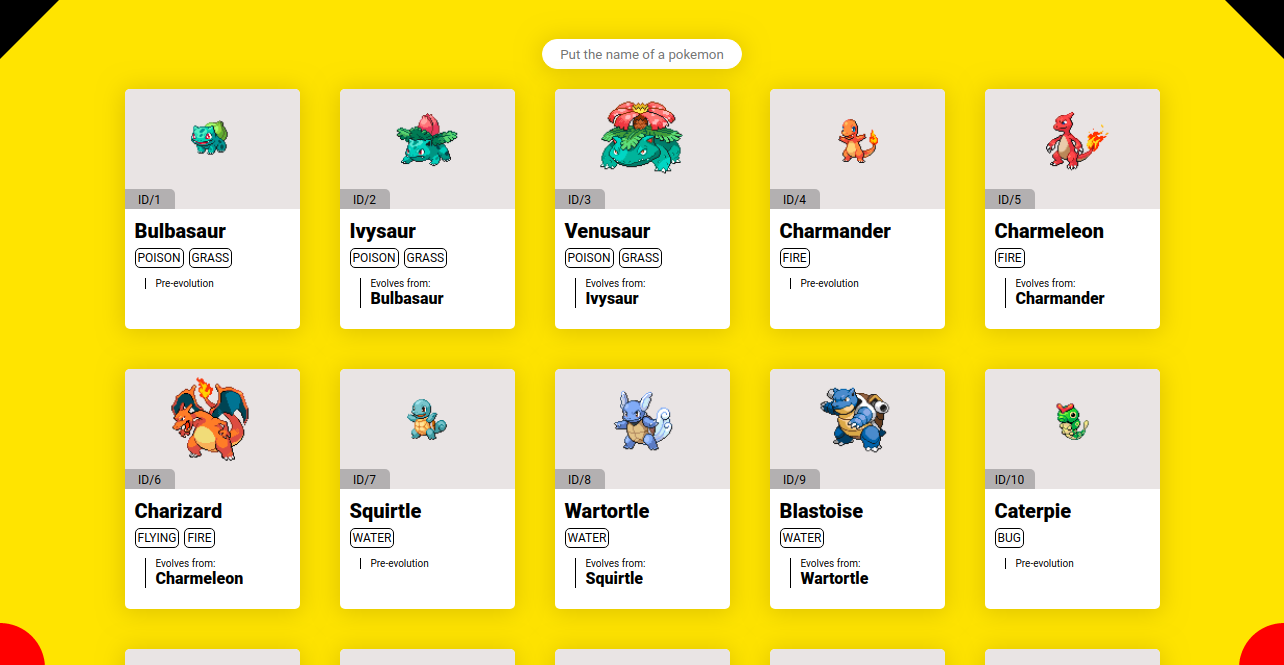 Put the name of a pokemon
ID/1
Bulbasaur
POISON GRASS
Pre-evolution
ID/2
Ivysaur
POISON GRASS
Evolves from:
Bulbasaur
ID/3
Venusaur
POISON GRASS
Evolves from:
Ivysaur
ID/4
Charmander
FIRE
Pre-evolution
ID/5
Charmeleon
FIRE
Evolves from:
Charmander
ID/6
Charizard
FLYING FIRE
Evolves from:
Charmeleon
ID/7
Squirtle
WATER
Pre-evolution
ID/8
Wartortle
WATER
Evolves from:
Squirtle
ID/9
Blastoise
WATER
Evolves from:
Wartortle
ID/10
Caterpie
BUG
Pre-evolution